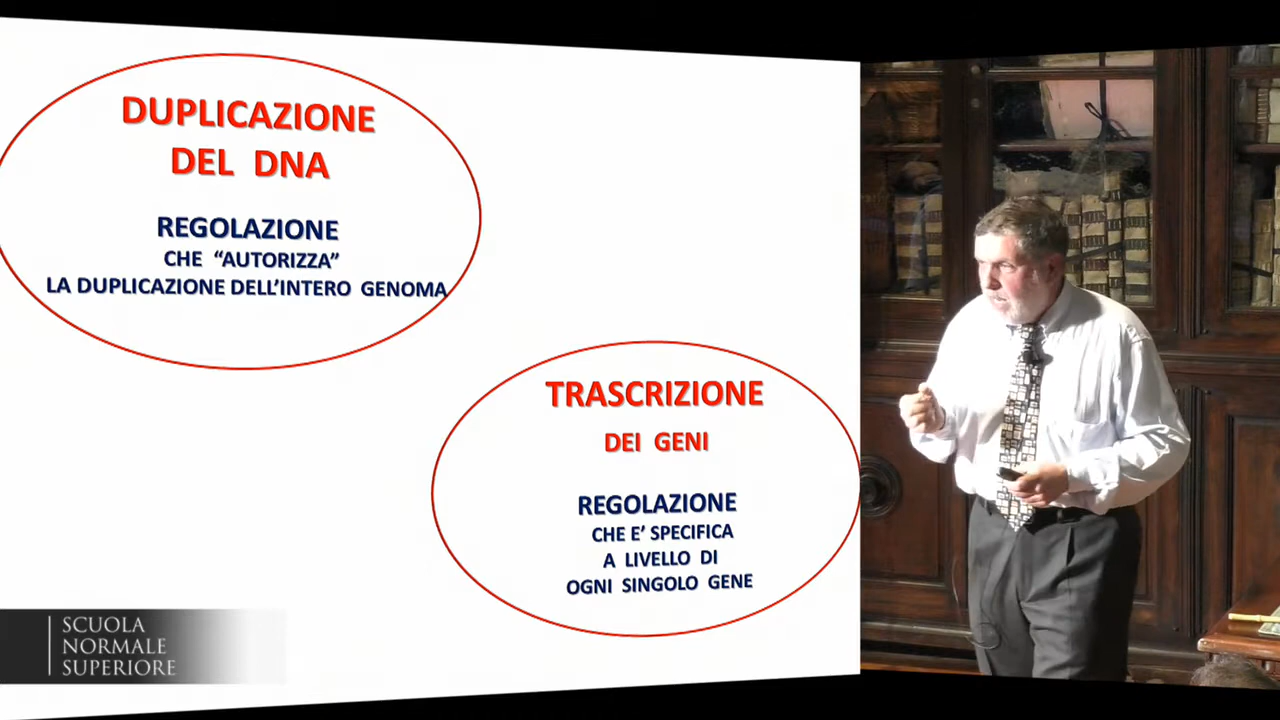 DUPLICAZIONE
DEL DNA
REGOLAZIONE
CHE “AUTORIZZA”
LA DUPLICAZIONE DELL’INTERO GENOMA
TRASCRIZIONE
DEI GENI
REGOLAZIONE
CHE E’ SPECIFICA
A LIVELLO DI
OGNI SINGOLO GENE
SCUOLA
NORMALE
SUPERIORE